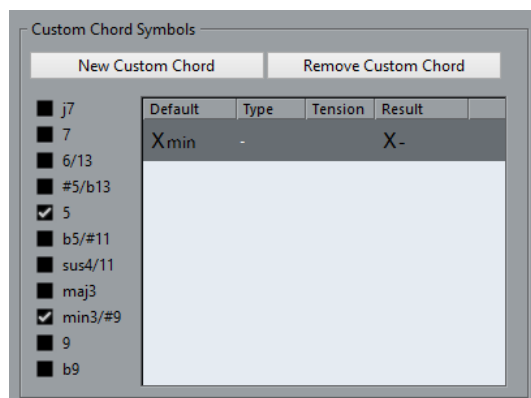 Custom Chord Symbols
New Custom Chord
Remove Custom Chord
j7
7
6/13
#5/b13
5
b5/#11
sus4/11
maj3
min3/#9
9
b9
Default Type Tension Result
Xmin - X-